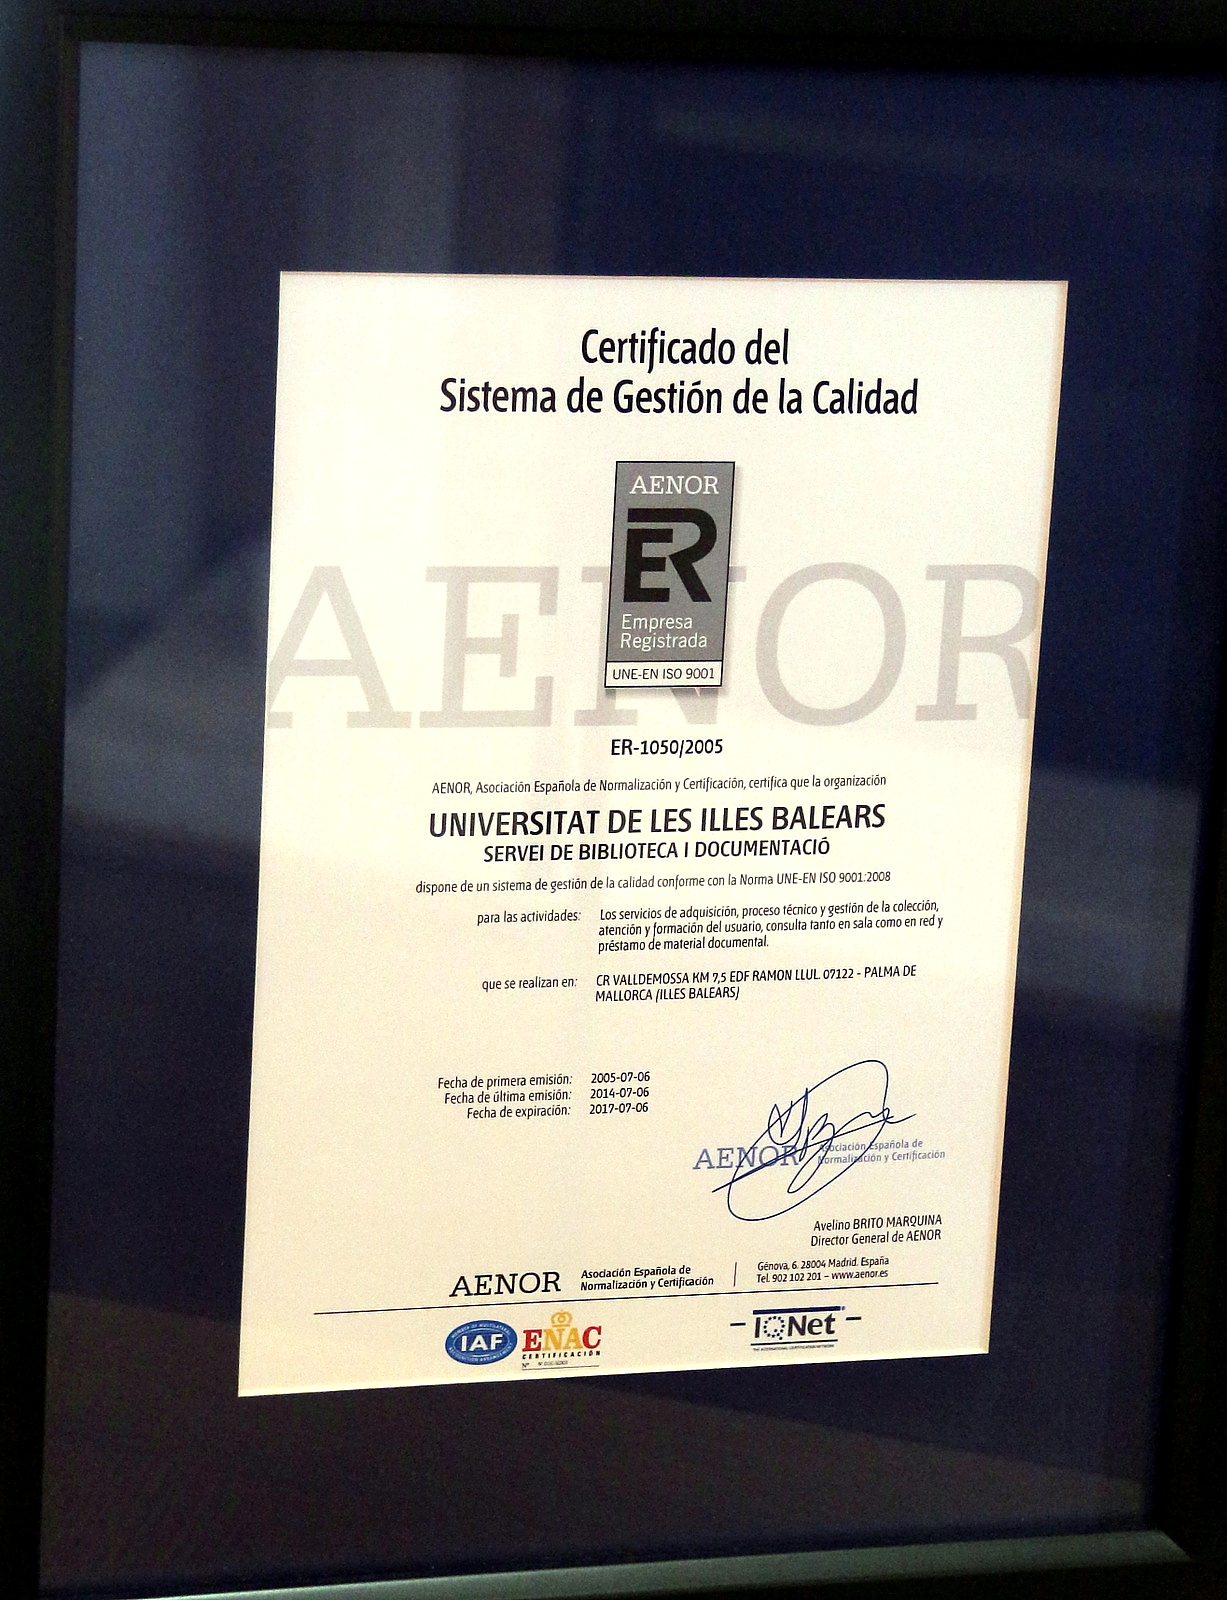 Certificado del
Sistema de Gestión de la Calidad
AENOR
ER
Empresa
Registrada
UNE-EN ISO 9001
AENOR
ER-1050/2005
AENOR, Asociación Española de Normalización y Certificación, certifica que la organización
UNIVERSITAT DE LES ILLES BALEARS
SERVEI DE BIBLIOTECA I DOCUMENTACIÓ
dispone de un sistema de gestión de la calidad conforme con la Norma UNE-EN ISO 9001:2008
para las actividades: Los servicios de adquisición, proceso técnico y gestión de la colección,
atención y formación del usuario, consulta tanto en sala como en red y
préstamo de material documental.
que se realizan en: CR VALLDEMOSSA KM 7,5 EDF RAMON LLUL. 07122 - PALMA DE
MALLORCA (ILLES BALEARS)
Fecha de primera emisión: 2005-07-06
Fecha de última emisión: 2014-07-06
Fecha de expiración: 2017-07-06
AENOR Asociación Española de
Normalización y Certificación
Avelino BRITO MARQUINA
Director General de AENOR
AENOR Asociación Española de
Normalización y Certificación
Génova, 6. 28004 Madrid. España
Tel. 902 102 201 – www.aenor.es
IAF
ENAC
CERTIFICACIÓN
IQNet